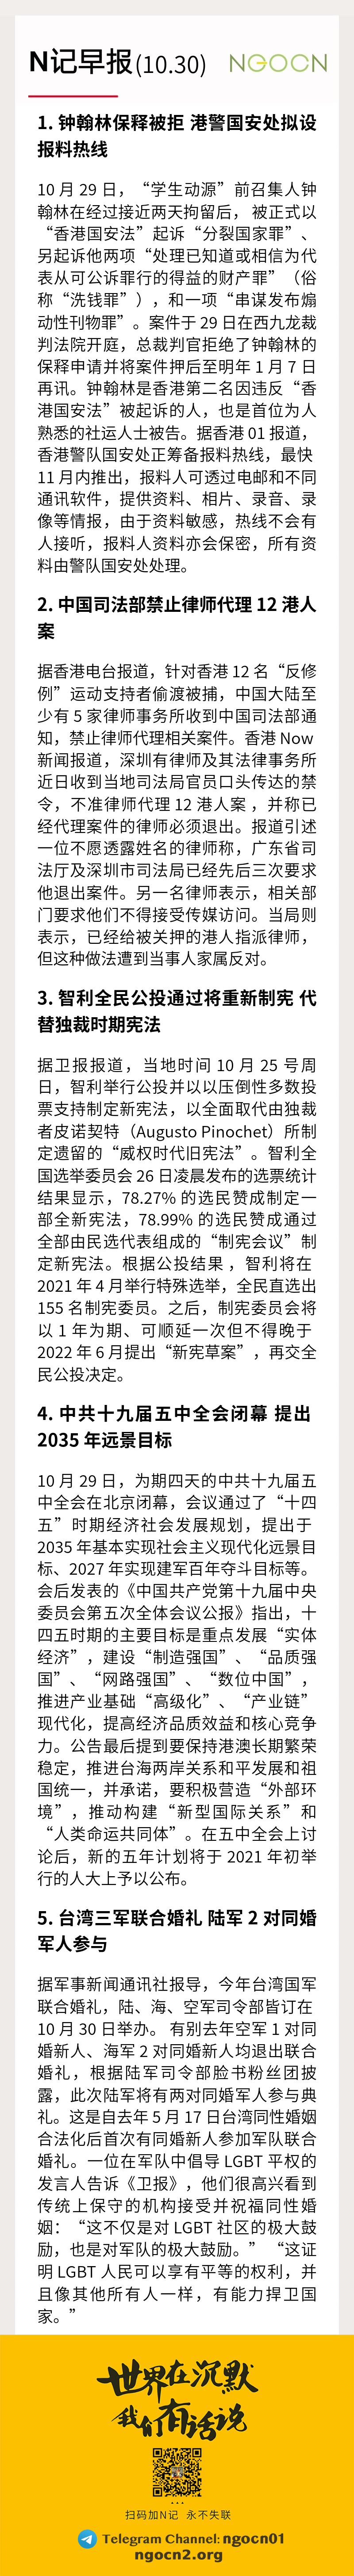 N记早报(10.30)
NGOCN
1. 钟翰林保释被拒 港警国安处拟设
报料热线
10 月 29 日，“学生动源”前召集人钟
翰林在经过接近两天拘留后， 被正式以
“香港国安法”起诉“分裂国家罪”、
另起诉他两项“处理已知道或相信为代
表从可公诉罪行的得益的财产罪”（俗
称“洗钱罪”），和一项“串谋发布煽
动性刊物罪”。案件于 29 日在西九龙裁
判法院开庭，总裁判官拒绝了钟翰林的
保释申请并将案件押后至明年 1 月 7 日
再讯。钟翰林是香港第二名因违反“香
港国安法”被起诉的人，也是首位为人
熟悉的社运人士被告。据香港 01 报道，
香港警队国安处正筹备报料热线，最快
11 月内推出，报料人可透过电邮和不同
通讯软件，提供资料、相片、录音、录
像等情报，由于资料敏感，热线不会有
人接听，报料人资料亦会保密，所有资
料由警队国安处处理。
2. 中国司法部禁止律师代理 12 港人
案
据香港电台报道，针对香港 12 名“反修
例”运动支持者偷渡被捕，中国大陆至
少有 5 家律师事务所收到中国司法部通
知，禁止律师代理相关案件。香港 Now
新闻报道，深圳有律师及其法律事务所
近日收到当地司法局官员口头传达的禁
令，不准律师代理 12 港人案 ，并称已
经代理案件的律师必须退出。报道引述
一位不愿透露姓名的律师称，广东省司
法厅及深圳市司法局已经先后三次要求
他退出案件。另一名律师表示，相关部
门要求他们不得接受传媒访问。当局则
表示，已经给被关押的港人指派律师，
但这种做法遭到当事人家属反对。
3. 智利全民公投通过将重新制宪 代
替独裁时期宪法
据卫报报道，当地时间 10 月 25 号周
日，智利举行公投并以以压倒性多数投
票支持制定新宪法，以全面取代由独裁
者皮诺契特（Augusto Pinochet）所制
定遗留的“威权时代旧宪法”。智利全
国选举委员会 26 日凌晨发布的选票统计
结果显示，78.27% 的选民赞成制定一
部全新宪法，78.99% 的选民赞成通过
全部由民选代表组成的“制宪会议”制
定新宪法。根据公投结果 ，智利将在
2021 年 4 月举行特殊选举，全民直选出
155 名制宪委员。之后，制宪委员会将
以 1 年为期、可顺延一次但不得晚于
2022 年 6 月提出“新宪草案”，再交全
民公投决定。
4. 中共十九届五中全会闭幕 提出
2035 年远景目标
10 月 29 日，为期四天的中共十九届五
中全会在北京闭幕，会议通过了“十四
五”时期经济社会发展规划，提出于
2035 年基本实现社会主义现代化远景目
标、2027 年实现建军百年夺斗目标等。
会后发表的《中国共产党第十九届中央
委员会第五次全体会议公报》指出，十
四五时期的主要目标是重点发展“实体
经济”，建设“制造强国”、“品质强
国”、“网路强国”、“数位中国”，
推进产业基础“高级化”、“产业链”
现代化，提高经济品质效益和核心竞争
力。公告最后提到要保持港澳长期繁荣
稳定，推进台海两岸关系和平发展和祖
国统一，并承诺，要积极营造“外部环
境”，推动构建“新型国际关系”和
“人类命运共同体”。在五中全会上讨
论后，新的五年计划将于 2021 年初举
行的人大上予以公布。
5. 台湾三军联合婚礼 陆军 2 对同婚
军人参与
据军事新闻通讯社报导，今年台湾国军
联合婚礼，陆、海、空军司令部皆订在
10 月 30 日举办。 有别去年空军 1 对同
婚新人、海军 2 对同婚新人均退出联合
婚礼，根据陆军司令部脸书粉丝团披
露，此次陆军将有两对同婚军人参与典
礼。这是自去年 5 月 17 日台湾同性婚姻
合法化后首次有同婚新人参加军队联合
婚礼。一位在军队中倡导 LGBT 平权的
发言人告诉《卫报》，他们很高兴看到
传统上保守的机构接受并祝福同性婚
姻：“这不仅是对 LGBT 社区的极大鼓
励，也是对军队的极大鼓励。”“这证
明 LGBT 人民可以享有平等的权利，并
且像其他所有人一样，有能力捍卫国
家。”
世界在沉默
我们有话说
扫码加N记 永不失联
Telegram Channel: ngocn01
ngocn2.org